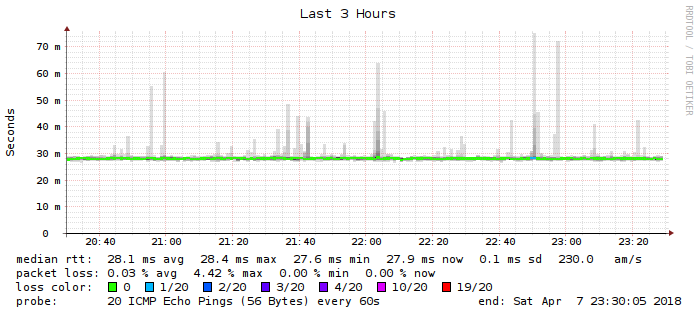 Last 3 Hours
RRDTOOL / TOBI OETIKER
Seconds
70 m
60 m
50 m
40 m
30 m
20 m
10 m
0
20:40 21:00 21:20 21:40 22:00 22:20 22:40 23:00 23:20
median rtt: 28.1 ms avg 28.4 ms max 27.6 ms min 27.9 ms now 0.1 ms sd 230.0 am/s
packet loss: 0.03 % avg 4.42 % max 0.00 % min 0.00 % now
loss color: 0 1/20 2/20 3/20 4/20 10/20 19/20
probe: 20 ICMP Echo Pings (56 Bytes) every 60s end: Sat Apr 7 23:30:05 2018